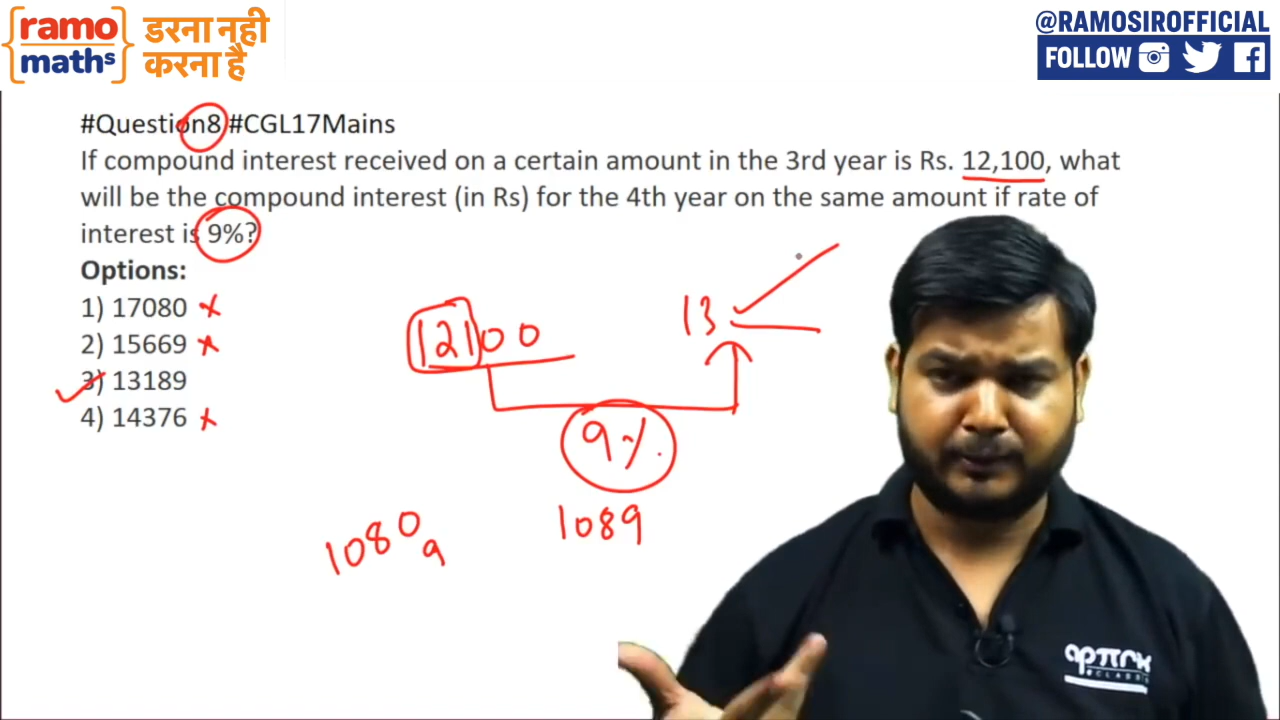 ramo
maths
डरना नही
करना है
@RAMOSIROFFICIAL
FOLLOW
#Question8 #CGL17Mains
If compound interest received on a certain amount in the 3rd year is Rs. 12,100, what
will be the compound interest (in Rs) for the 4th year on the same amount if rate of
interest is 9%?
Options:
1) 17080
2) 15669
3) 13189
4) 14376
12100
13
9%
1080
9
1089
apπrix
CLASSES